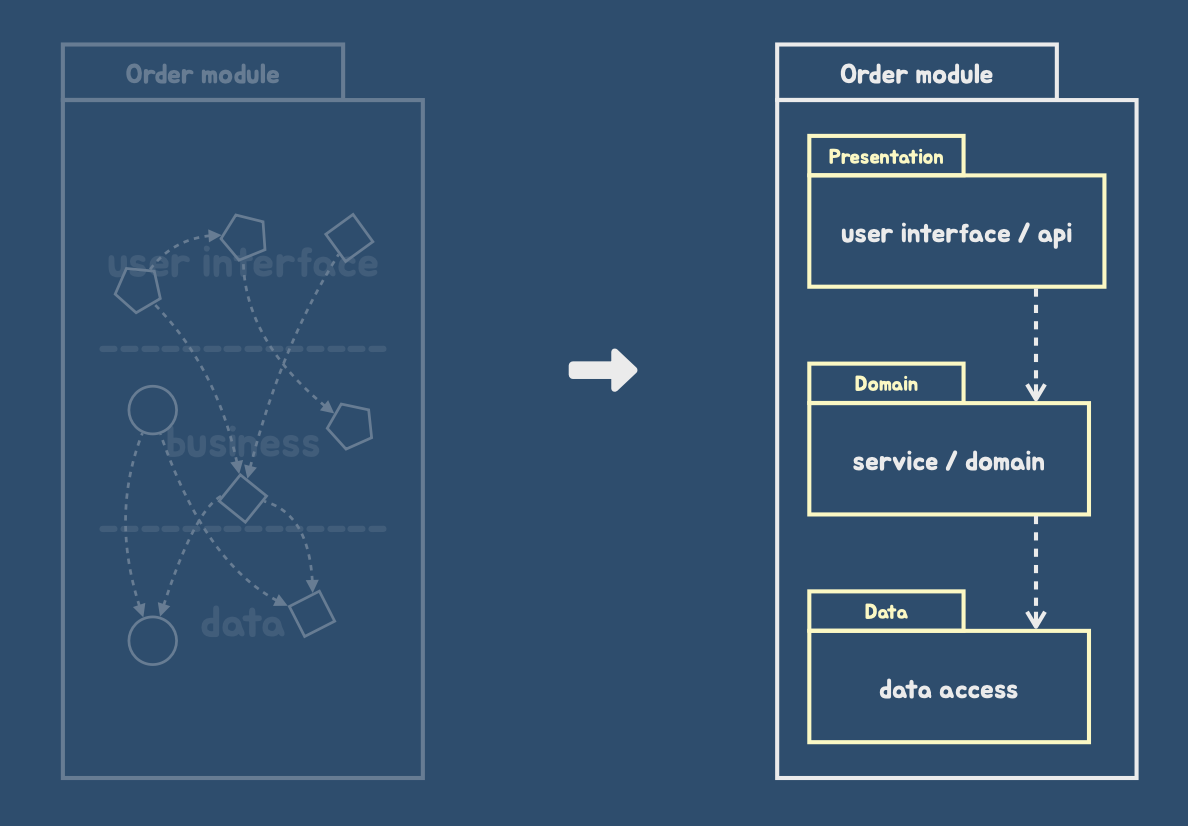 Order module
user interface
business
data
Order module
Presentation
user interface / api
Domain
service / domain
Data
data access